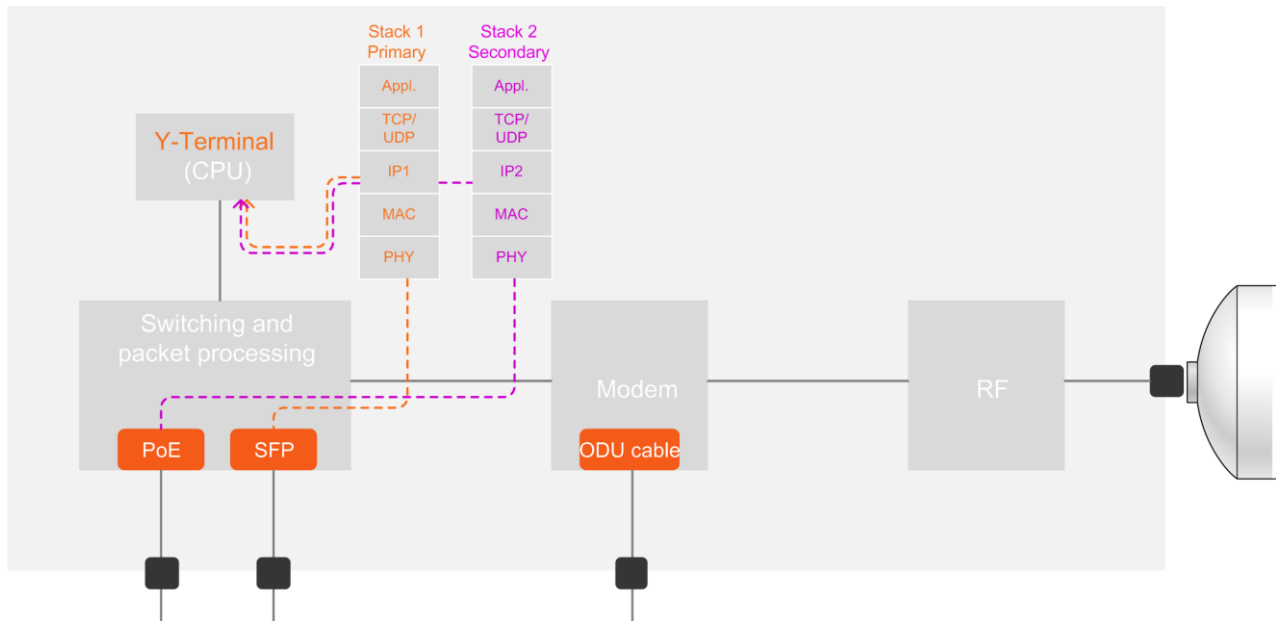 Stack 1
Primary
Stack 2
Secondary
Appl.
Appl.
TCP/
UDP
TCP/
UDP
IP1
IP2
MAC
MAC
PHY
PHY
Y-Terminal
(CPU)
Switching and
packet processing
PoE
SFP
Modem
ODU cable
RF